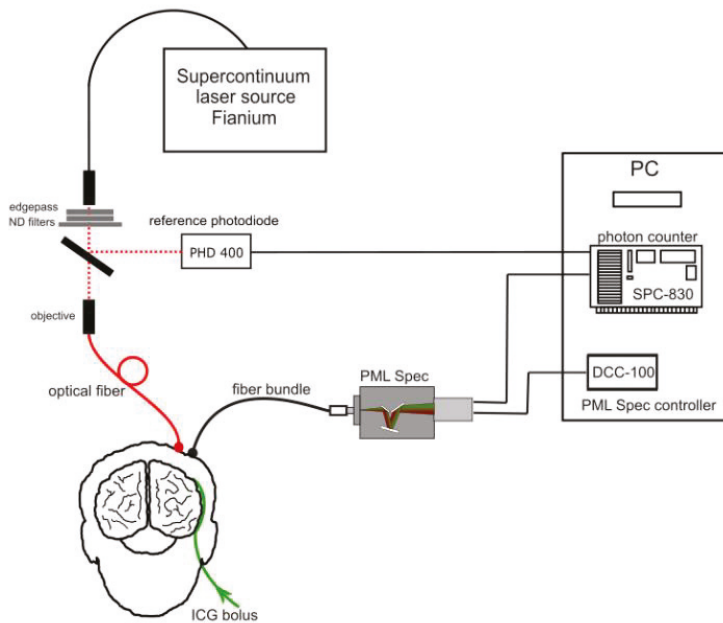 Supercontinuum
laser source
Fianium
edgepass
ND filters
reference photodiode
PHD 400
PC
photon counter
SPC-830
objective
optical fiber
fiber bundle
PML Spec
DCC-100
PML Spec controller
ICG bolus